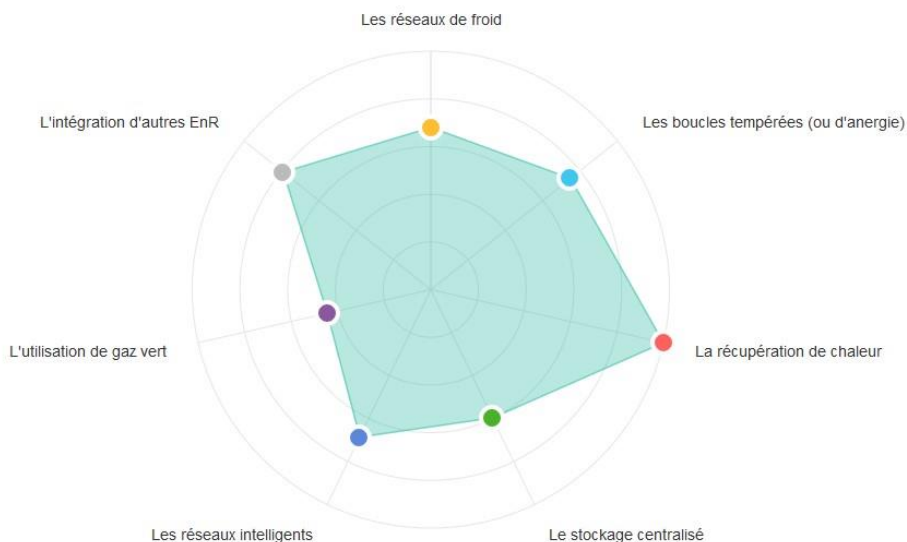 Les réseaux de froid
L'intégration d'autres EnR
Les boucles tempérées (ou d'anergie)
L'utilisation de gaz vert
La récupération de chaleur
Les réseaux intelligents
Le stockage centralisé